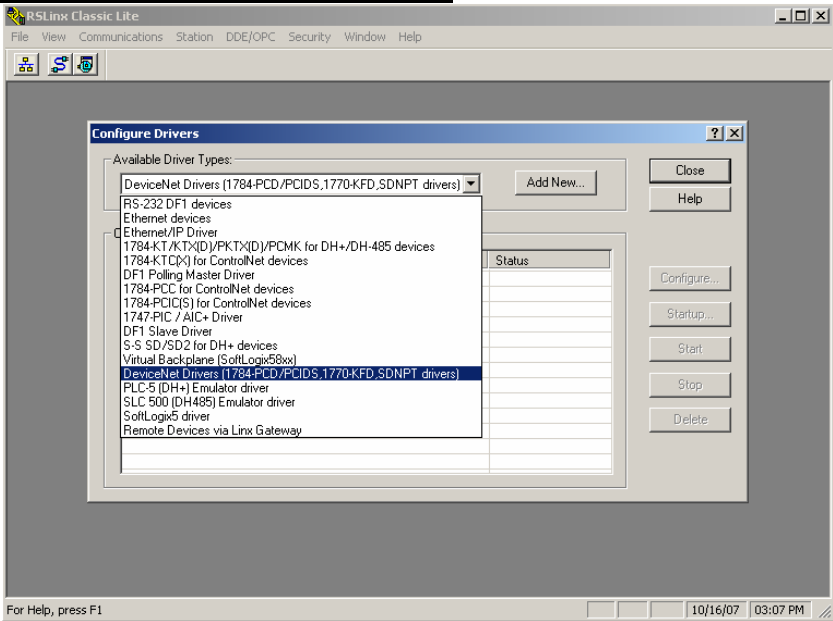 RSLinx Classic Lite
File View Communications Station DDE/OPC Security Window Help
Configure Drivers
Available Driver Types:
DeviceNet Drivers (1784-PCD/PCIDS,1770-KFD,SDNPT drivers)
Add New...
Close
Help
RS-232 DF1 devices
Ethernet devices
Ethernet/IP Driver
1784-KT/KTX(D)/PKTX(D)/PCMK for DH+/DH-485 devices
1784-KTC(X) for ControlNet devices
DF1 Polling Master Driver
1784-PCC for ControlNet devices
1784-PCIC(S) for ControlNet devices
1747-PIC / AIC+ Driver
DF1 Slave Driver
S-S SD/SD2 for DH+ devices
Virtual Backplane (SoftLogix58xx)
DeviceNet Drivers (1784-PCD/PCIDS,1770-KFD,SDNPT drivers)
PLC-5 (DH+) Emulator driver
SLC 500 (DH485) Emulator driver
SoftLogix5 driver
Remote Devices via Linx Gateway
Status
Configure...
Startup...
Start
Stop
Delete
For Help, press F1
10/16/07 03:07 PM